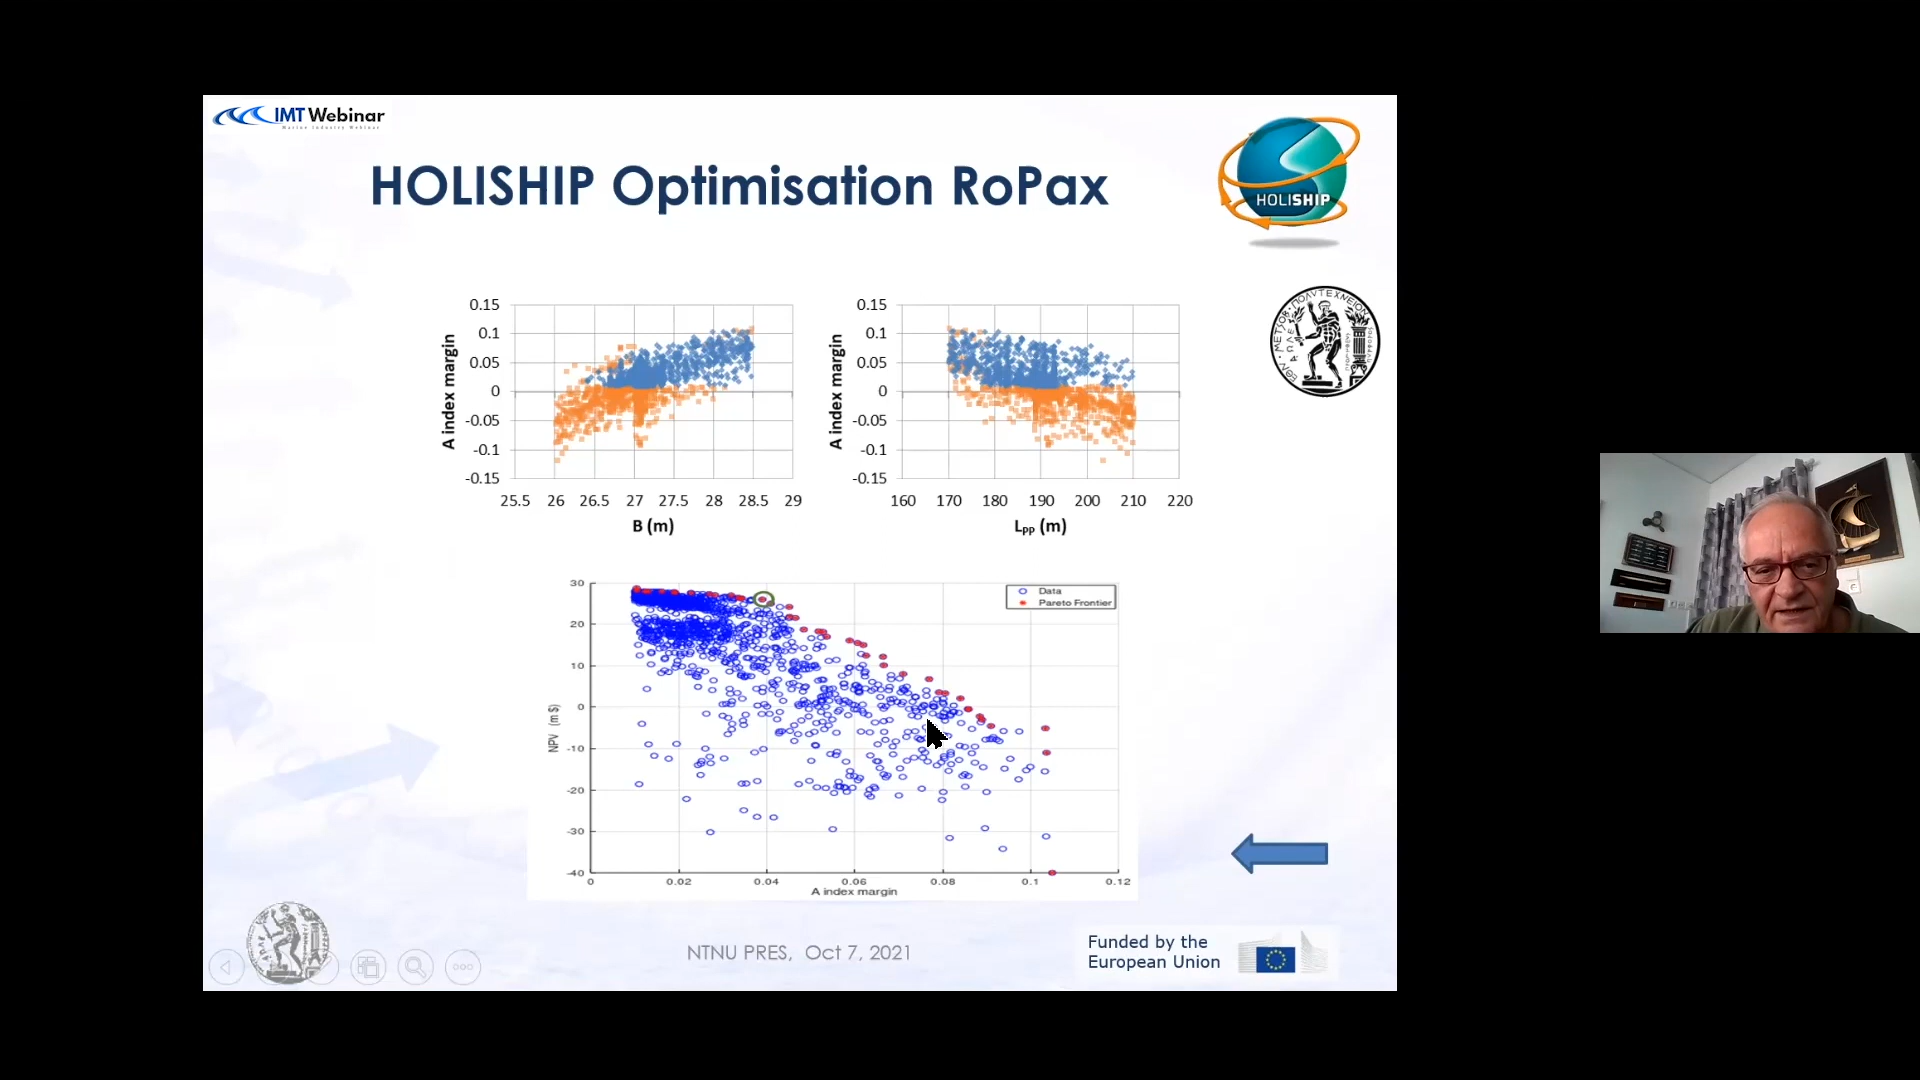 IMT Webinar
Marine Industry Webinar
HOLISHIP Optimisation RoPax
HOLISHIP
0.15
0.1
0.05
0
-0.05
-0.1
-0.15
A index margin
25.5 26 26.5 27 27.5 28 28.5 29
B (m)
0.15
0.1
0.05
0
-0.05
-0.1
-0.15
A index margin
160 170 180 190 200 210 220
LPP (m)
30
20
10
0
-10
-20
-30
-40
NPV (m $)
Data
Pareto Frontier
0 0.02 0.04 0.06 0.08 0.1 0.12
A index margin
NTNU PRES, Oct 7, 2021
Funded by the
European Union